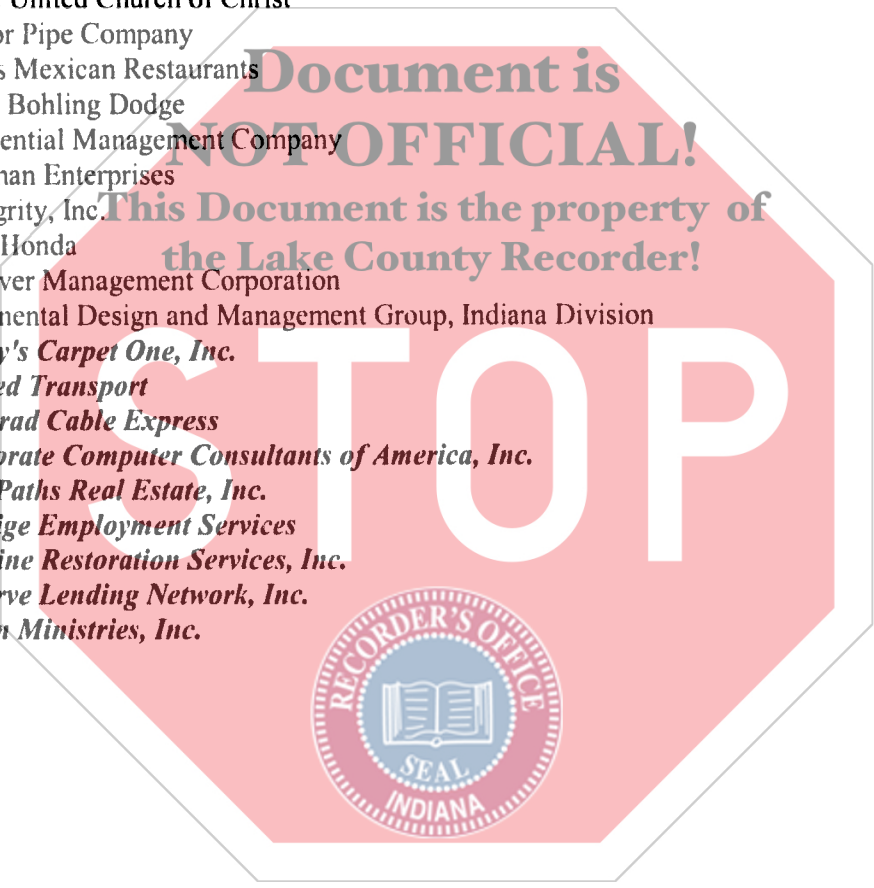 United Church of Christ
or Pipe Company
s Mexican Restaurants
Bohling Dodge
ential Management Company
nan Enterprises
grity, Inc.
Honda
ver Management Corporation
nental Design and Management Group, Indiana Division
y's Carpet One, Inc.
ed Transport
rad Cable Express
orate Computer Consultants of America, Inc.
Paths Real Estate, Inc.
ige Employment Services
ine Restoration Services, Inc.
rve Lending Network, Inc.
n Ministries, Inc.
Document is
NOT OFFICIAL!
This Document is the property of
the Lake County Recorder!
STOP
RECORDER'S OFFICE
SEAL
INDIANA